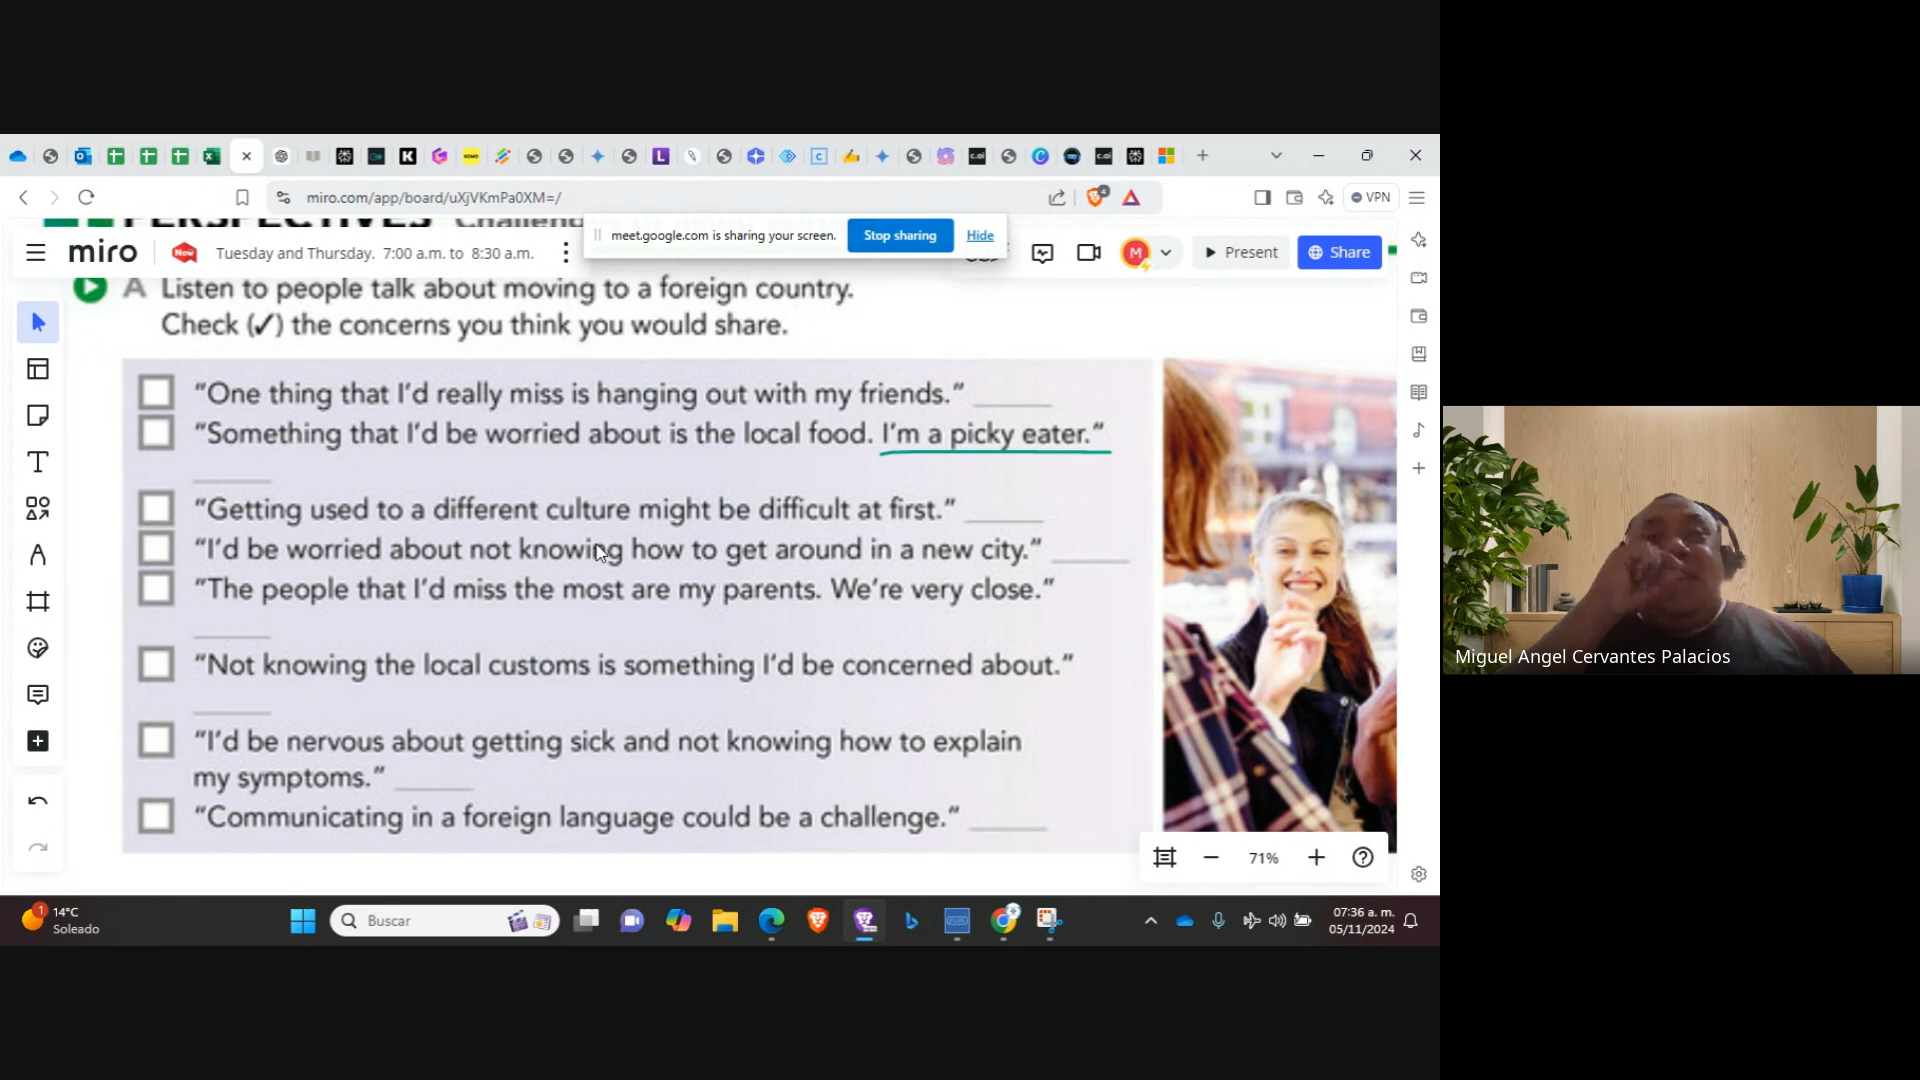 miro.com/app/board/uXjVKmPa0XM=/
VPN
meet.google.com is sharing your screen.
Stop sharing
Hide
miro
Now
Tuesday and Thursday. 7:00 a.m. to 8:30 a.m.
M
Present
Share
A Listen to people talk about moving to a foreign country.
Check (✓) the concerns you think you would share.
“One thing that I’d really miss is hanging out with my friends.”
“Something that I’d be worried about is the local food. I’m a picky eater.”
“Getting used to a different culture might be difficult at first.”
“I’d be worried about not knowing how to get around in a new city.”
“The people that I’d miss the most are my parents. We’re very close.”
“Not knowing the local customs is something I’d be concerned about.”
“I’d be nervous about getting sick and not knowing how to explain
my symptoms.”
“Communicating in a foreign language could be a challenge.”
71%
Miguel Angel Cervantes Palacios
1
14°C
Soleado
Buscar
07:36 a. m.
05/11/2024